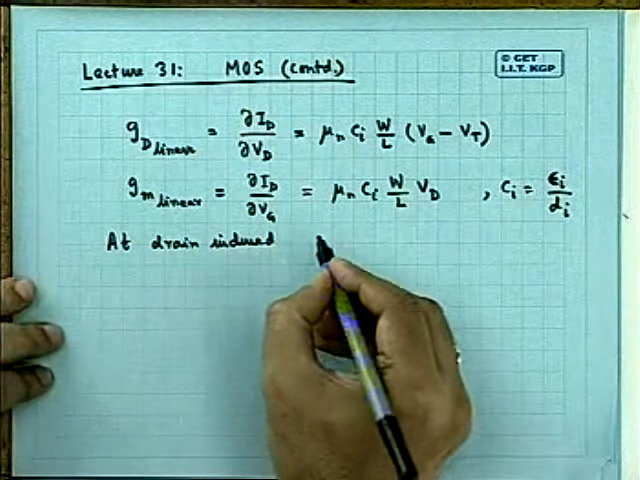 Lecture 31: MOS (Contd.)
© CET
I.I.T. KGP
g_D linear = ∂I_D/∂V_D = μ_n C_i W/L (V_G − V_T)
g_m linear = ∂I_D/∂V_G = μ_n C_i W/L V_D , C_i = ϵ_i/d_i
At drain induced